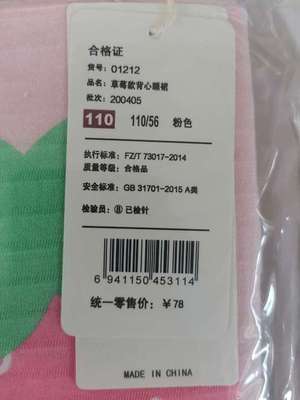 合格证
货号：01212
品名：草莓款背心睡裙
批次：200405
110 110/56 粉色
执行标准：FZ/T 73017-2014
质量等级：合格品
安全标准：GB 31701-2015 A类
检验员：⑧ 已检针
6 941150 453114
统一零售价：￥78
MADE IN CHINA